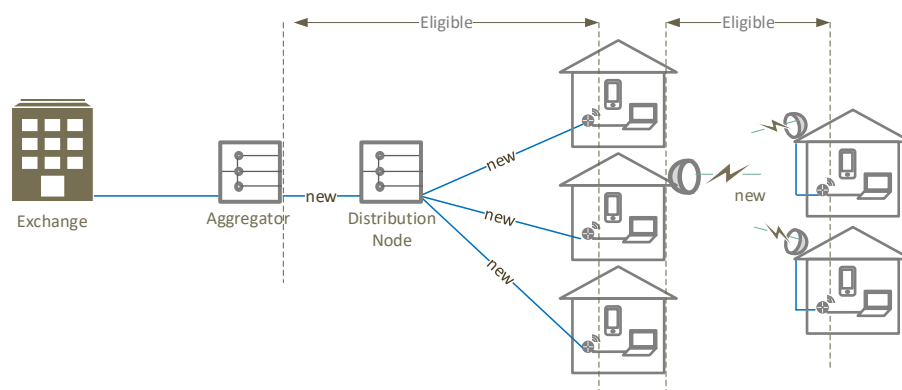 Eligible
Eligible
new
new
new
new
new
Exchange
Aggregator
Distribution
Node